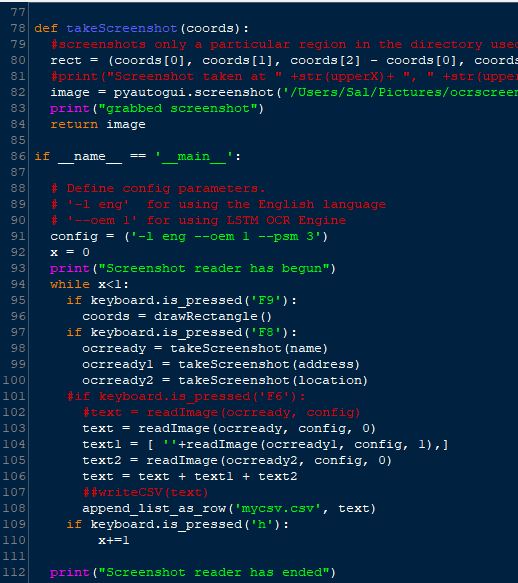 77
78 def takeScreenshot(coords):
79     #screenshots only a particular region in the directory used
80     rect = (coords[0], coords[1], coords[2] - coords[0], coords
81     #print("Screenshot taken at " +str(upperX)+ ", " +str(upper
82     image = pyautogui.screenshot('/Users/Sal/Pictures/ocrscreen
83     print("grabbed screenshot")
84     return image
85
86 if __name__ == '__main__':
87
88     # Define config parameters.
89     # '-l eng'  for using the English language
90     # '--oem 1' for using LSTM OCR Engine
91     config = ('-l eng --oem 1 --psm 3')
92     x = 0
93     print("Screenshot reader has begun")
94     while x<1:
95         if keyboard.is_pressed('F9'):
96             coords = drawRectangle()
97         if keyboard.is_pressed('F8'):
98             ocrready = takeScreenshot(name)
99             ocrready1 = takeScreenshot(address)
100             ocrready2 = takeScreenshot(location)
101         #if keyboard.is_pressed('F6'):
102             #text = readImage(ocrready, config)
103             text = readImage(ocrready, config, 0)
104             text1 = [ ''+readImage(ocrready1, config, 1),]
105             text2 = readImage(ocrready2, config, 0)
106             text = text + text1 + text2
107             ##writeCSV(text)
108             append_list_as_row('mycsv.csv', text)
109         if keyboard.is_pressed('h'):
110               x+=1
111
112     print("Screenshot reader has ended")